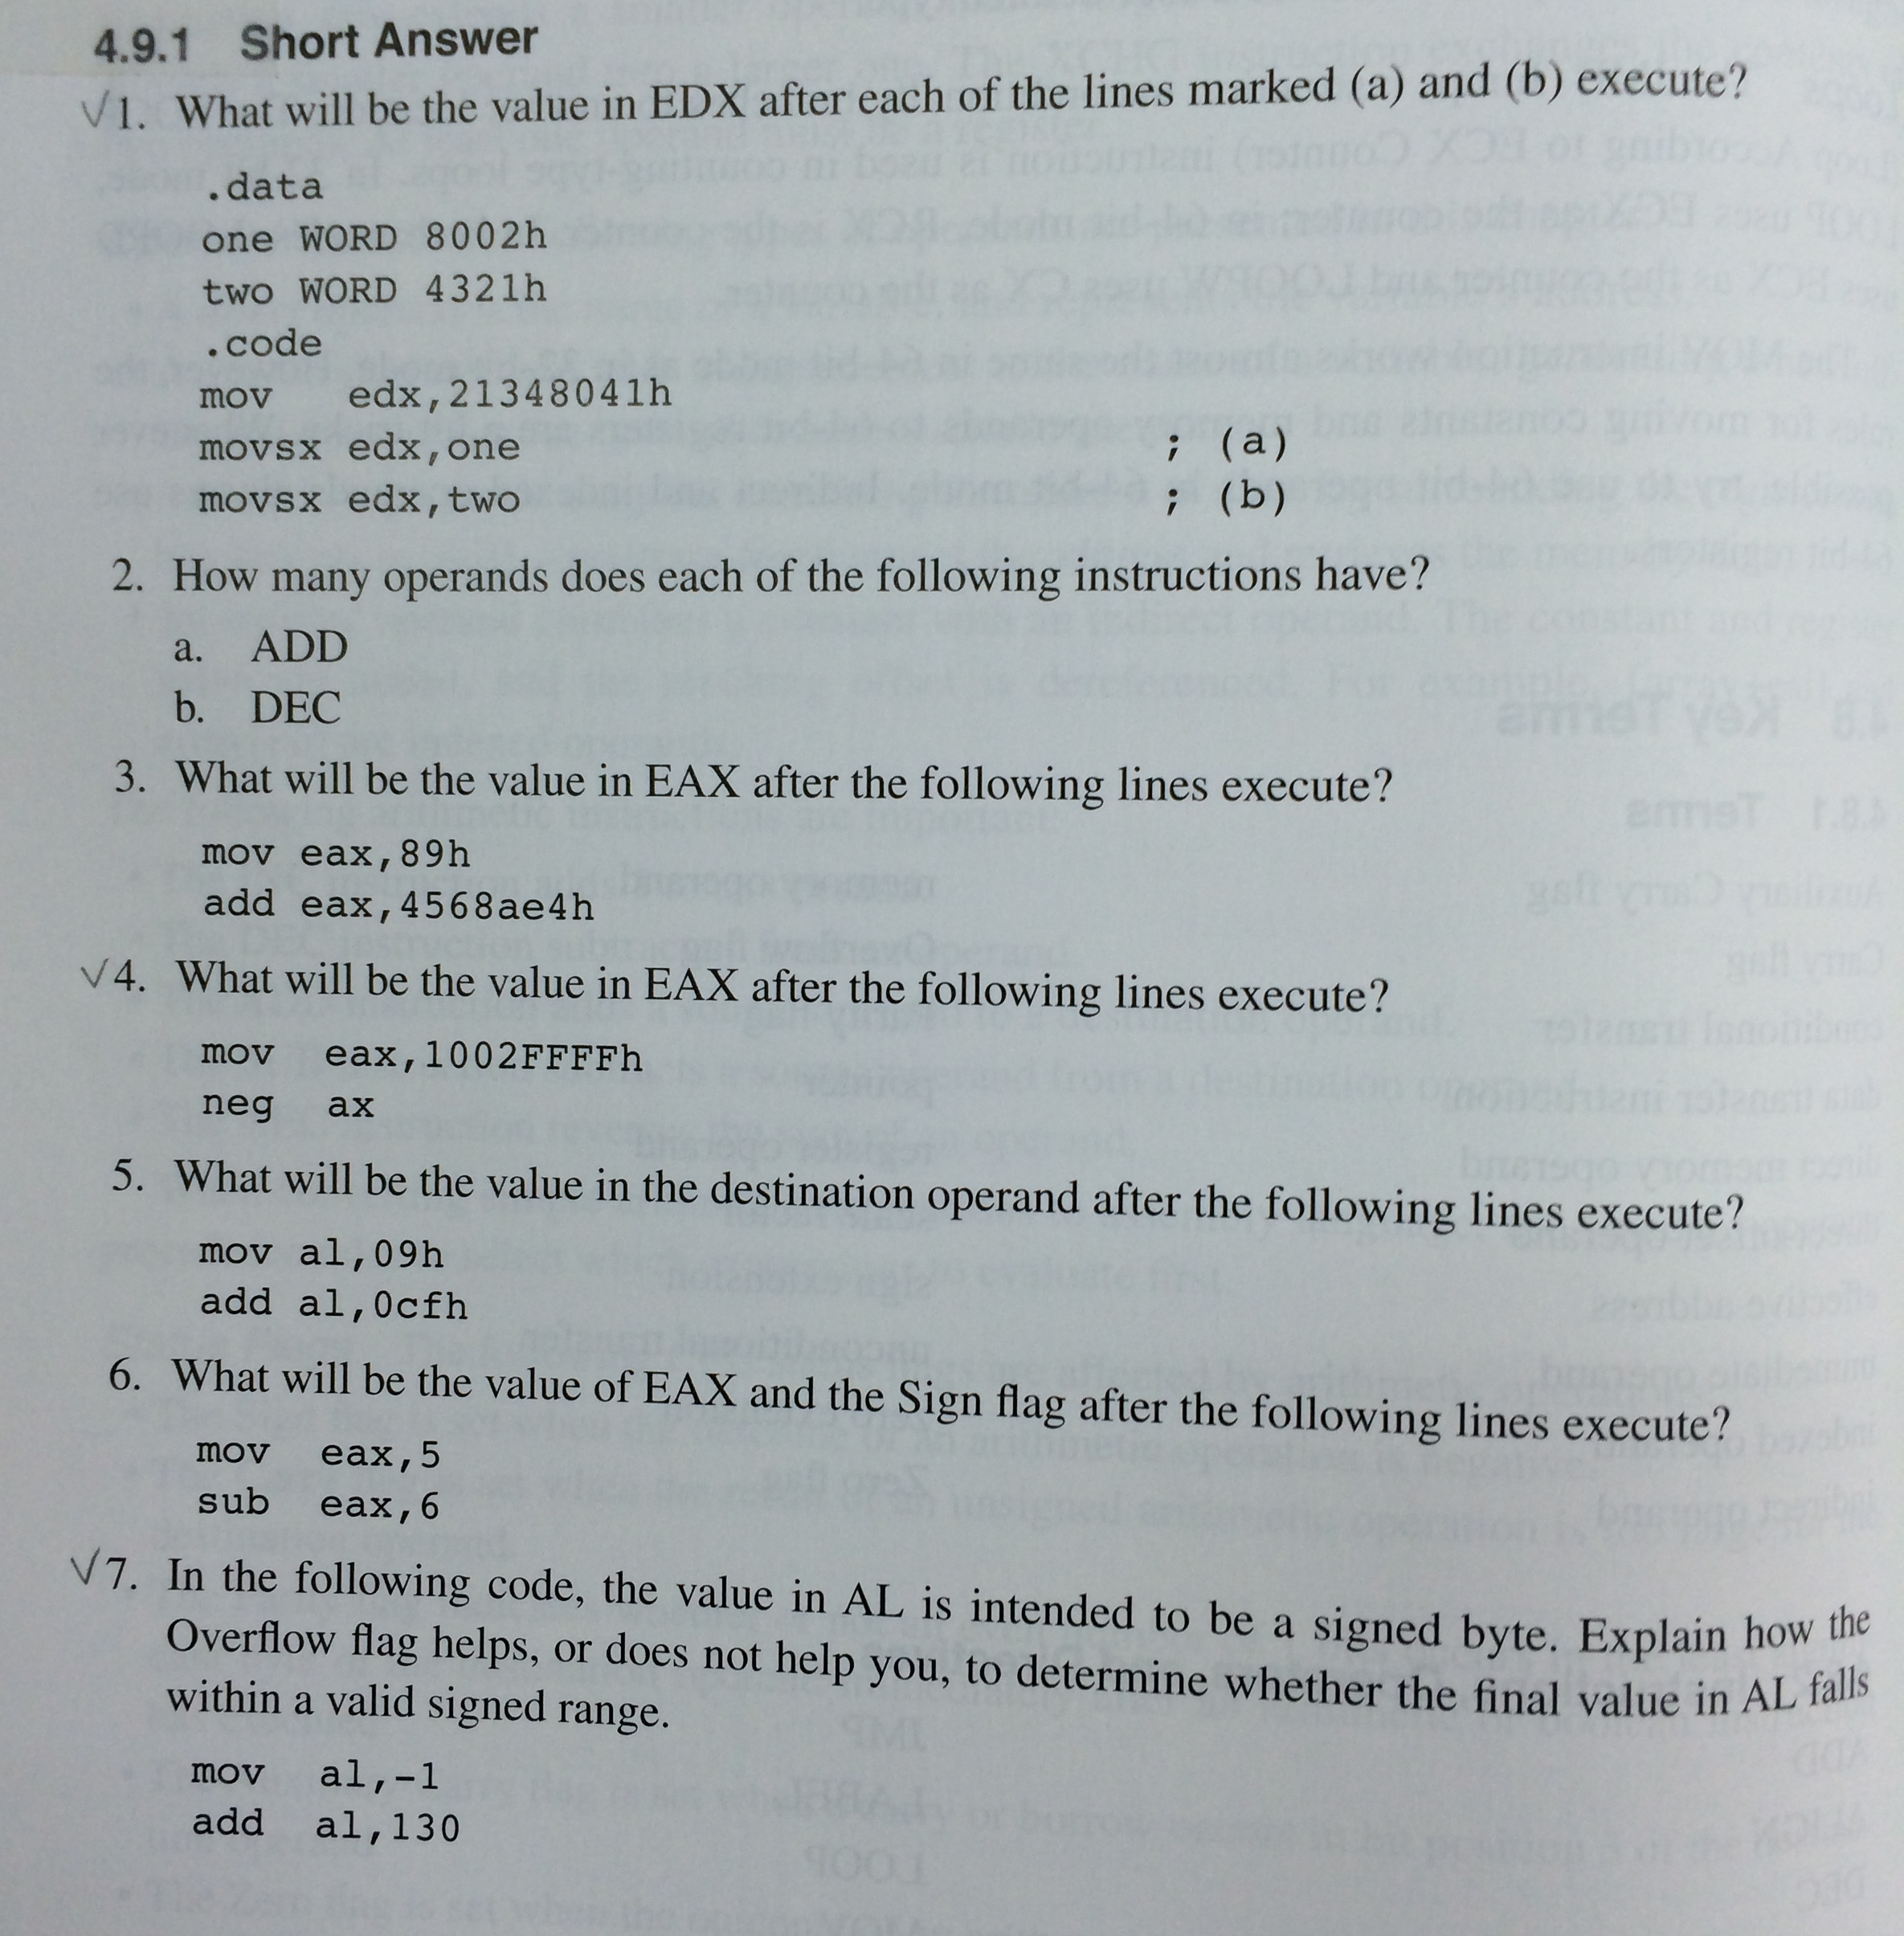 4.9.1 Short Answer
√1. What will be the value in EDX after each of the lines marked (a) and (b) execute?
.data
one WORD 8002h
two WORD 4321h
.code
mov edx,21348041h
movsx edx,one ; (a)
movsx edx,two ; (b)
2. How many operands does each of the following instructions have?
a. ADD
b. DEC
3. What will be the value in EAX after the following lines execute?
mov eax,89h
add eax,4568ae4h
√4. What will be the value in EAX after the following lines execute?
mov eax,1002FFFFh
neg ax
5. What will be the value in the destination operand after the following lines execute?
mov al,09h
add al,0cfh
6. What will be the value of EAX and the Sign flag after the following lines execute?
mov eax,5
sub eax,6
√7. In the following code, the value in AL is intended to be a signed byte. Explain how the
Overflow flag helps, or does not help you, to determine whether the final value in AL falls
within a valid signed range.
mov al,-1
add al,130